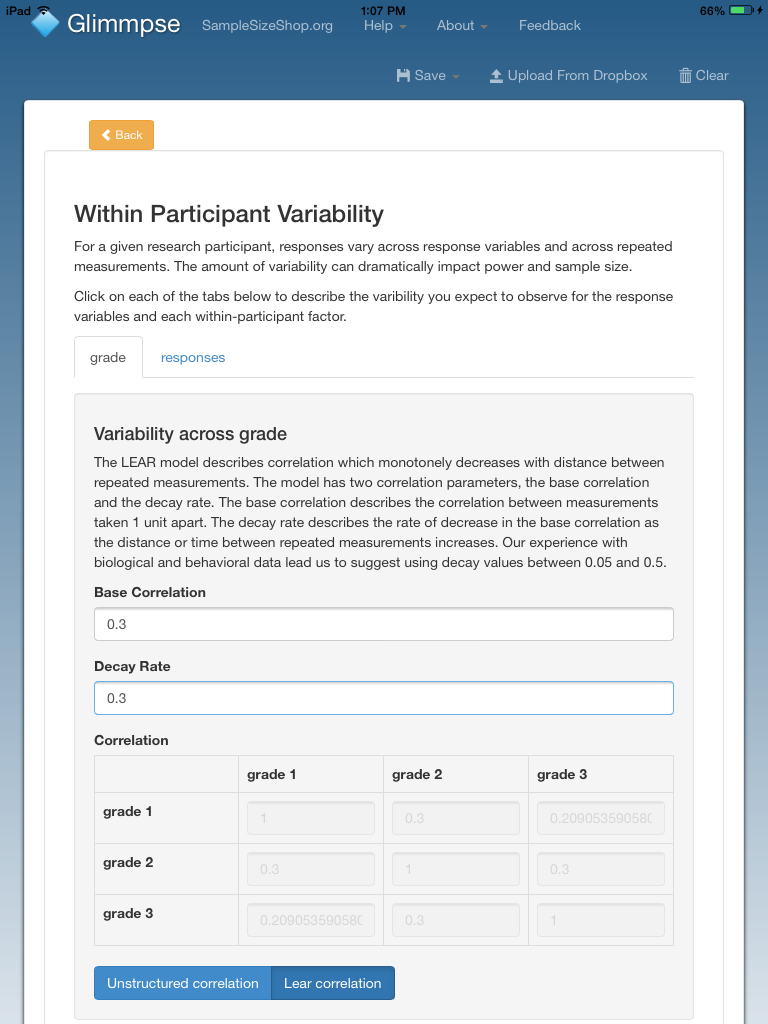 iPad 1:07 PM 66%
Glimmpse SampleSizeShop.org Help About Feedback
Save Upload From Dropbox Clear
Back
Within Participant Variability
For a given research participant, responses vary across response variables and across repeated
measurements. The amount of variability can dramatically impact power and sample size.
Click on each of the tabs below to describe the varibility you expect to observe for the response
variables and each within-participant factor.
grade responses
Variability across grade
The LEAR model describes correlation which monotonely decreases with distance between
repeated measurements. The model has two correlation parameters, the base correlation
and the decay rate. The base correlation describes the correlation between measurements
taken 1 unit apart. The decay rate describes the rate of decrease in the base correlation as
the distance or time between repeated measurements increases. Our experience with
biological and behavioral data lead us to suggest using decay values between 0.05 and 0.5.
Base Correlation
0.3
Decay Rate
0.3
Correlation
grade 1 grade 2 grade 3
grade 1 1 0.3 0.20905359058
grade 2 0.3 1 0.3
grade 3 0.20905359058 0.3 1
Unstructured correlation Lear correlation